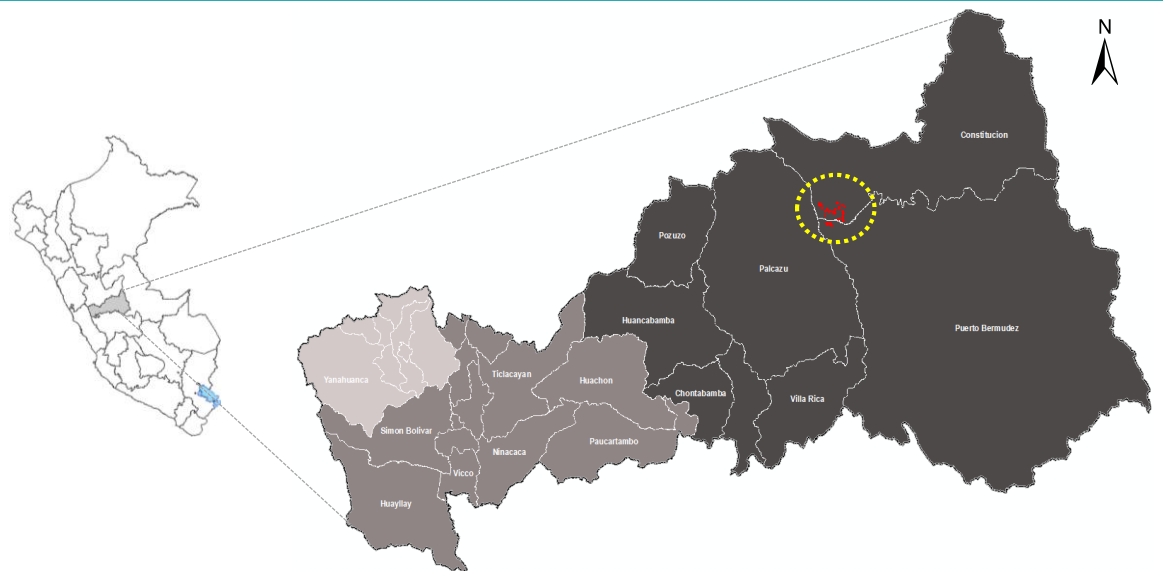 N
Constitucion
Pozuzo
Palcazu
Huancabamba
Puerto Bermudez
Ticlacayan
Yanahuanca
Huachon
Chontabamba
Villa Rica
Simon Bolivar
Paucartambo
Ninacaca
Vicco
Huayllay